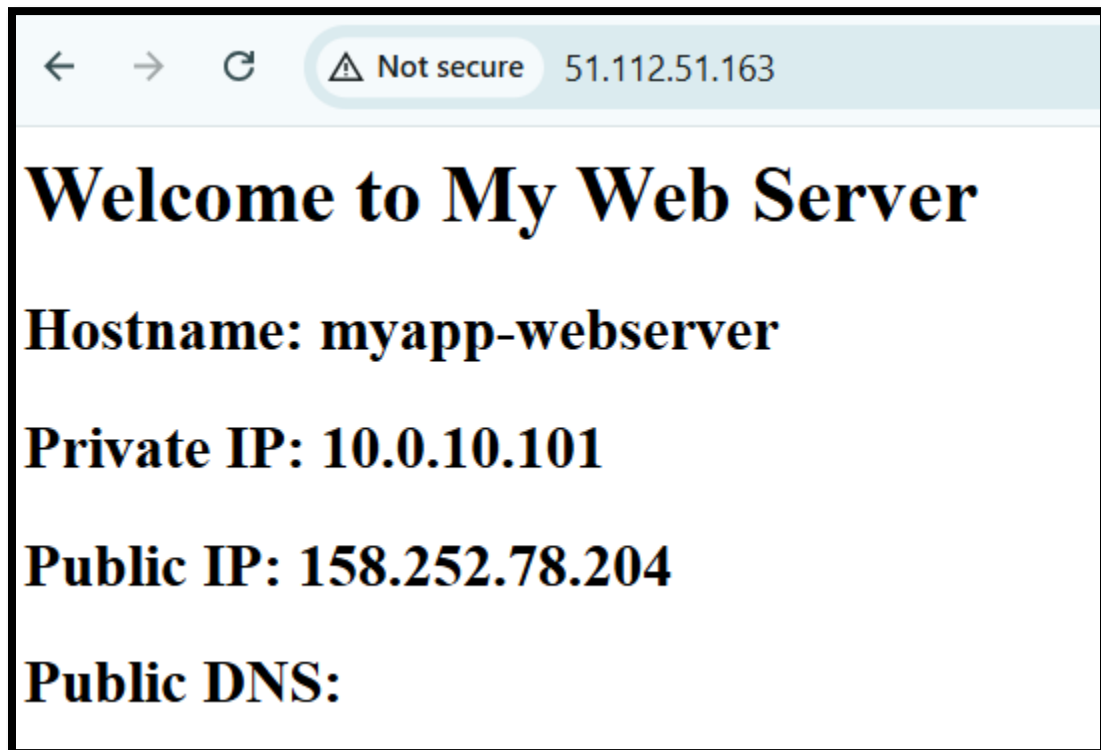 Not secure 51.112.51.163
Welcome to My Web Server
Hostname: myapp-webserver
Private IP: 10.0.10.101
Public IP: 158.252.78.204
Public DNS: